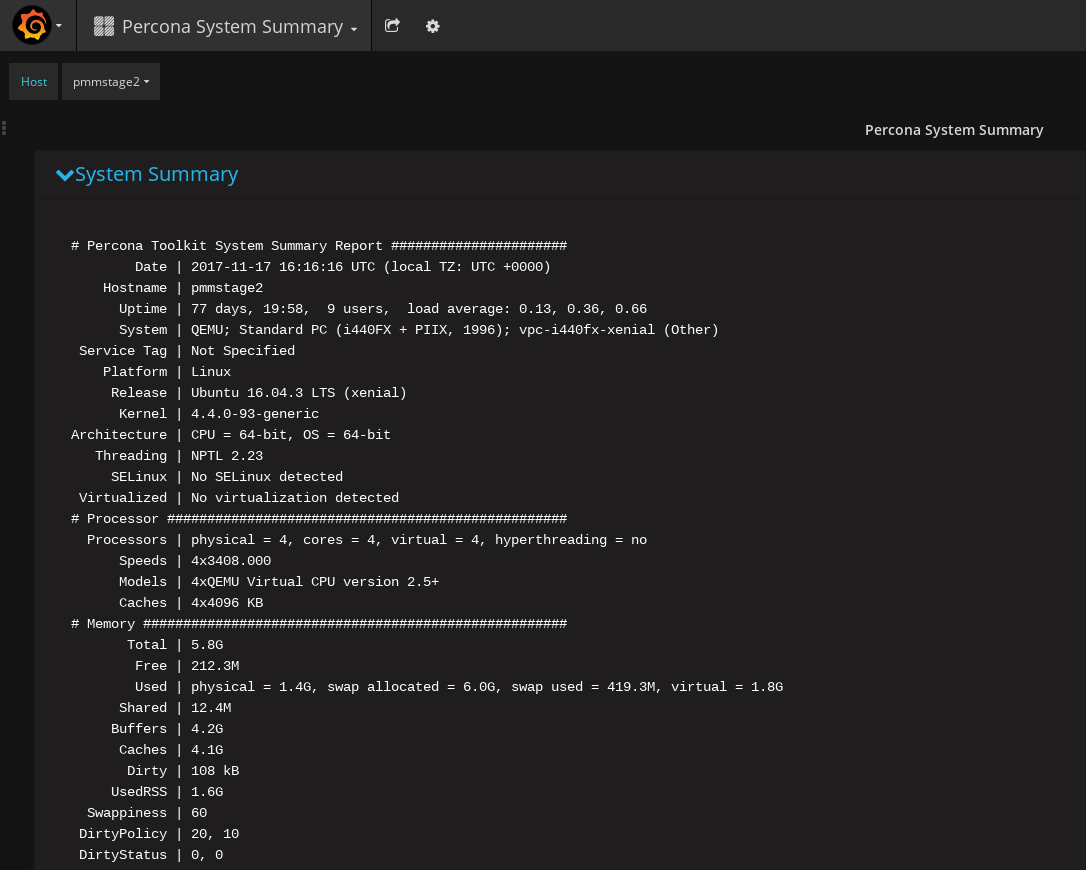 Percona System Summary
Host pmmstage2
Percona System Summary
System Summary
# Percona Toolkit System Summary Report ######################
        Date | 2017-11-17 16:16:16 UTC (local TZ: UTC +0000)
    Hostname | pmmstage2
      Uptime | 77 days, 19:58,  9 users,  load average: 0.13, 0.36, 0.66
      System | QEMU; Standard PC (i440FX + PIIX, 1996); vpc-i440fx-xenial (Other)
 Service Tag | Not Specified
    Platform | Linux
     Release | Ubuntu 16.04.3 LTS (xenial)
      Kernel | 4.4.0-93-generic
Architecture | CPU = 64-bit, OS = 64-bit
   Threading | NPTL 2.23
     SELinux | No SELinux detected
 Virtualized | No virtualization detected
# Processor ##################################################
  Processors | physical = 4, cores = 4, virtual = 4, hyperthreading = no
      Speeds | 4x3408.000
      Models | 4xQEMU Virtual CPU version 2.5+
      Caches | 4x4096 KB
# Memory #####################################################
       Total | 5.8G
        Free | 212.3M
        Used | physical = 1.4G, swap allocated = 6.0G, swap used = 419.3M, virtual = 1.8G
      Shared | 12.4M
     Buffers | 4.2G
      Caches | 4.1G
       Dirty | 108 kB
     UsedRSS | 1.6G
  Swappiness | 60
 DirtyPolicy | 20, 10
 DirtyStatus | 0, 0